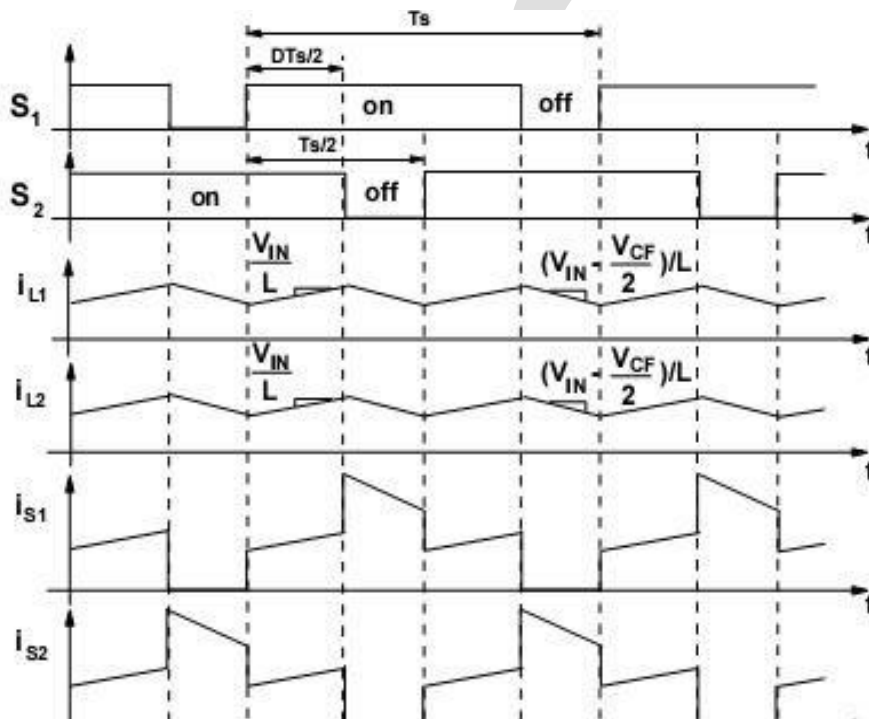 Ts
DTs/2
S1
on
off
t
Ts/2
S2
on
off
t
VIN/L
(VIN - VCF/2)/L
iL1
t
VIN/L
(VIN - VCF/2)/L
iL2
t
iS1
t
iS2